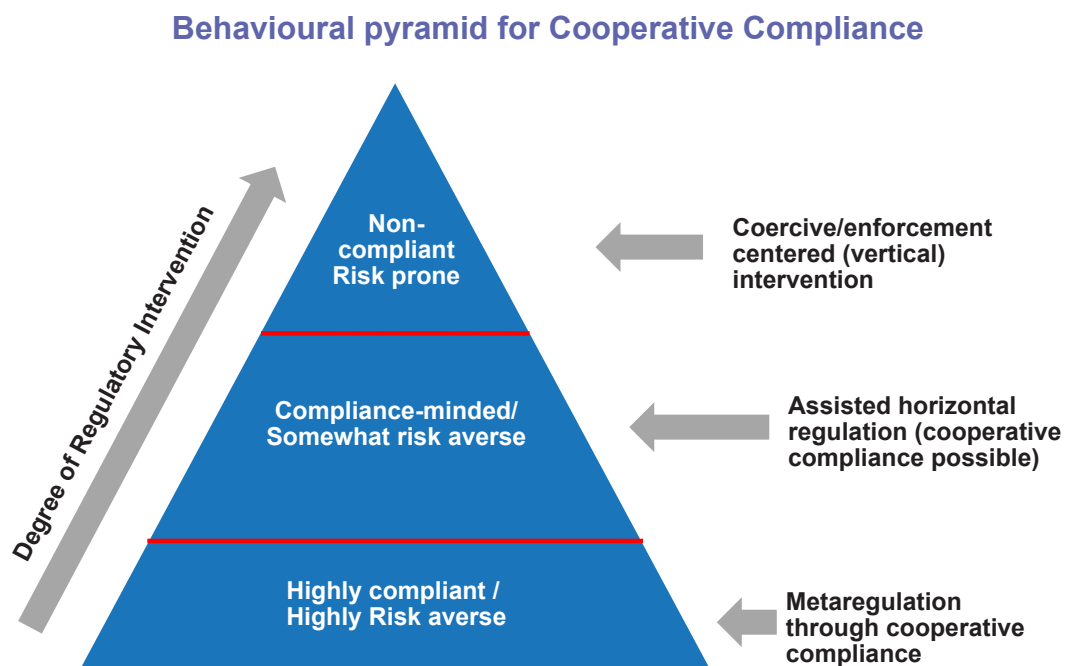 Behavioural pyramid for Cooperative Compliance
Degree of Regulatory Intervention
Non-
compliant
Risk prone
Coercive/enforcement
centered (vertical)
intervention
Compliance-minded/
Somewhat risk averse
Assisted horizontal
regulation (cooperative
compliance possible)
Highly compliant /
Highly Risk averse
Metaregulation
through cooperative
compliance